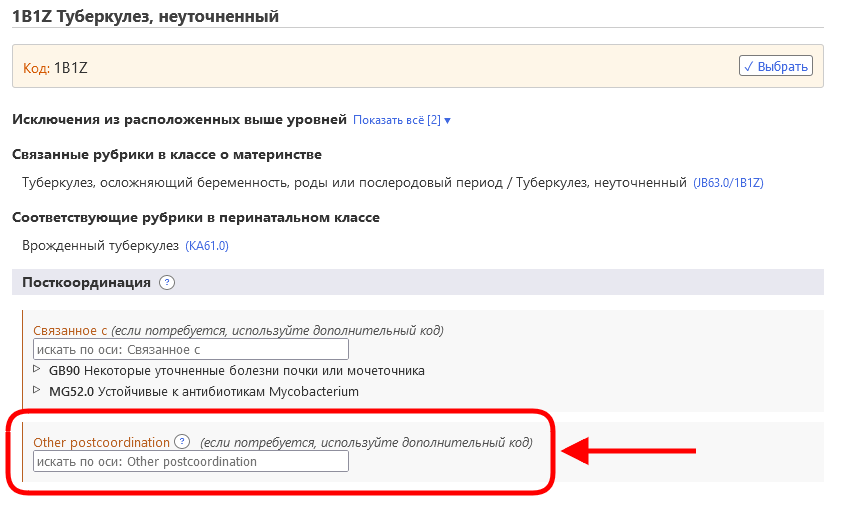 1B1Z Туберкулез, неуточненный
Код: 1B1Z
✓ Выбрать
Исключения из расположенных выше уровней Показать всё [2] ▾
Связанные рубрики в классе о материнстве
Туберкулез, осложняющий беременность, роды или послеродовый период / Туберкулез, неуточненный (JB63.0/1B1Z)
Соответствующие рубрики в перинатальном классе
Врожденный туберкулез (KA61.0)
Посткоординация ?
Связанное с (если потребуется, используйте дополнительный код)
искать по оси: Связанное с
GB90 Некоторые уточненные болезни почки или мочеточника
MG52.0 Устойчивые к антибиотикам Mycobacterium
Other postcoordination ? (если потребуется, используйте дополнительный код)
искать по оси: Other postcoordination